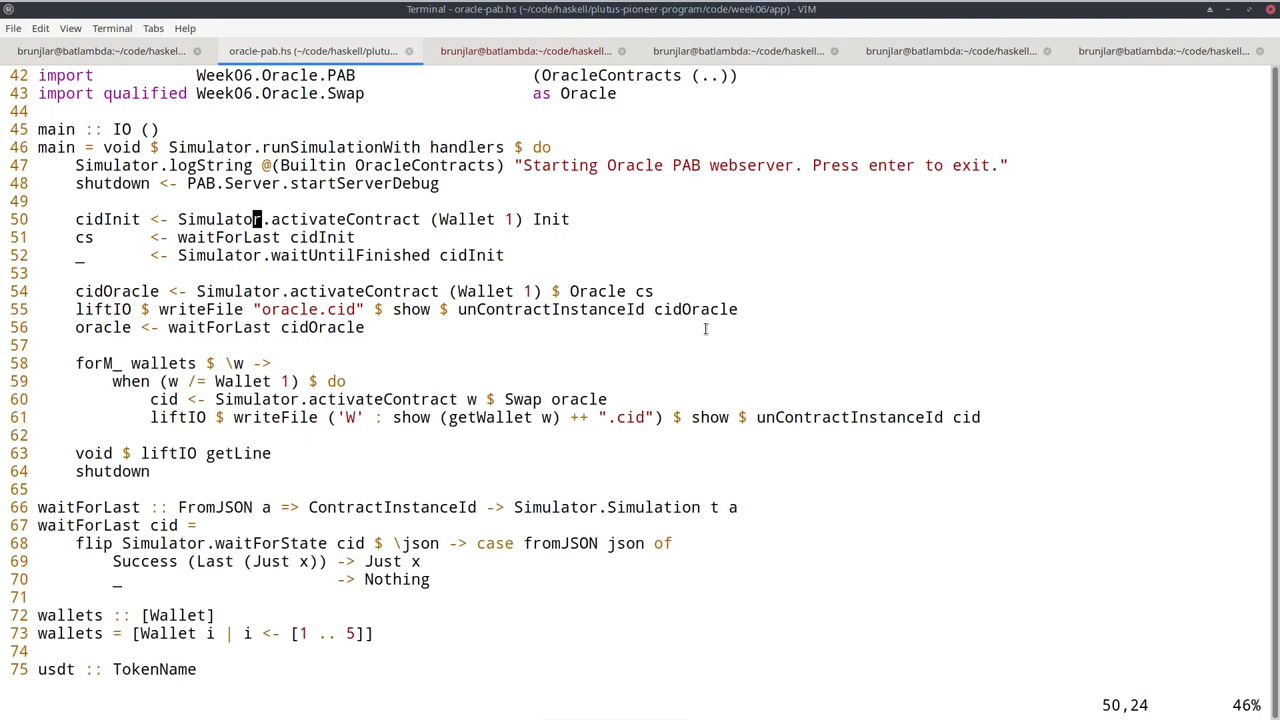 Terminal - oracle-pab.hs (~/code/haskell/plutus-pioneer-program/code/week06/app) - VIM
File Edit View Terminal Tabs Help
brunjlar@batlambda:~/code/haskell... oracle-pab.hs (~/code/haskell/plutu... brunjlar@batlambda:~/code/haskell... brunjlar@batlambda:~/code/haskell... brunjlar@batlambda:~/code/haskell... brunjlar@batlambda:~/code/haskell...
42 import           Week06.Oracle.PAB                   (OracleContracts (..))
43 import qualified Week06.Oracle.Swap                  as Oracle
44
45 main :: IO ()
46 main = void $ Simulator.runSimulationWith handlers $ do
47     Simulator.logString @(Builtin OracleContracts) "Starting Oracle PAB webserver. Press enter to exit."
48     shutdown <- PAB.Server.startServerDebug
49
50     cidInit <- Simulator.activateContract (Wallet 1) Init
51     cs      <- waitForLast cidInit
52     _       <- Simulator.waitUntilFinished cidInit
53
54     cidOracle <- Simulator.activateContract (Wallet 1) $ Oracle cs
55     liftIO $ writeFile "oracle.cid" $ show $ unContractInstanceId cidOracle
56     oracle <- waitForLast cidOracle
57
58     forM_ wallets $ \w ->
59         when (w /= Wallet 1) $ do
60             cid <- Simulator.activateContract w $ Swap oracle
61             liftIO $ writeFile ('W' : show (getWallet w) ++ ".cid") $ show $ unContractInstanceId cid
62
63     void $ liftIO getLine
64     shutdown
65
66 waitForLast :: FromJSON a => ContractInstanceId -> Simulator.Simulation t a
67 waitForLast cid =
68     flip Simulator.waitForState cid $ \json -> case fromJSON json of
69         Success (Last (Just x)) -> Just x
70         _                       -> Nothing
71
72 wallets :: [Wallet]
73 wallets = [Wallet i | i <- [1 .. 5]]
74
75 usdt :: TokenName
50,24 46%